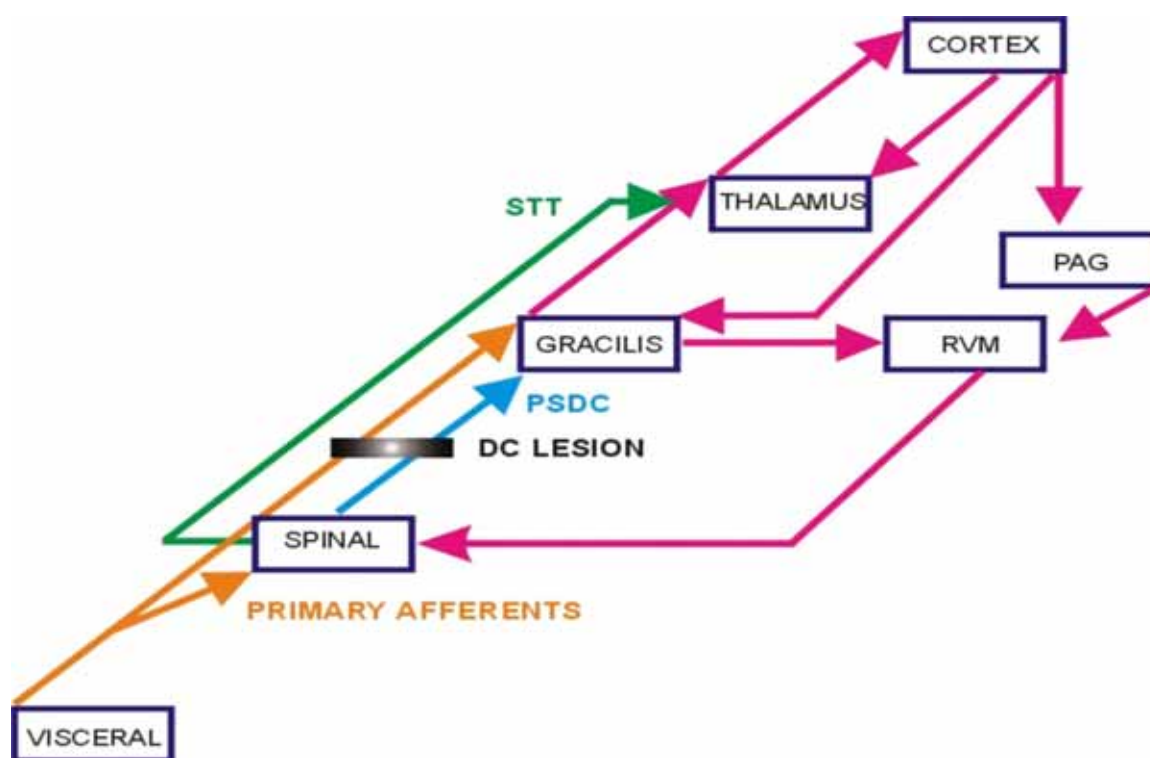 CORTEX
THALAMUS
STT
PAG
GRACILIS
RVM
PSDC
DC LESION
SPINAL
PRIMARY AFFERENTS
VISCERAL